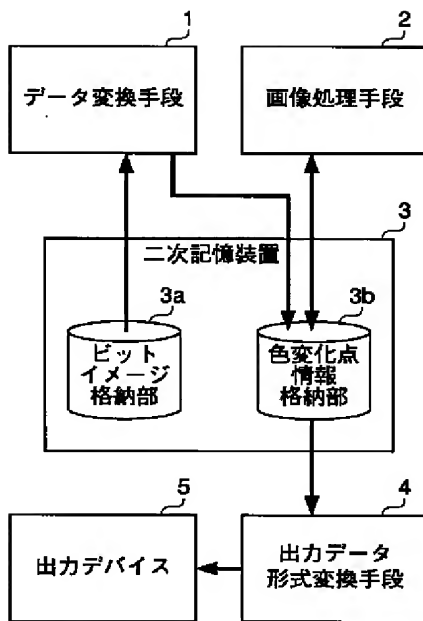 1
データ変換手段
2
画像処理手段
3
二次記憶装置
3a
ビット
イメージ
格納部
3b
色変化点
情報
格納部
5
出力デバイス
4
出力データ
形式変換手段